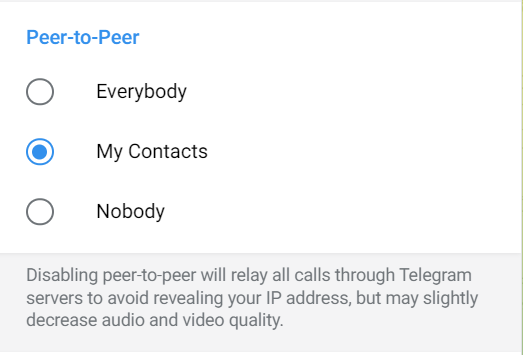 Peer-to-Peer
Everybody
My Contacts
Nobody
Disabling peer-to-peer will relay all calls through Telegram
servers to avoid revealing your IP address, but may slightly
decrease audio and video quality.